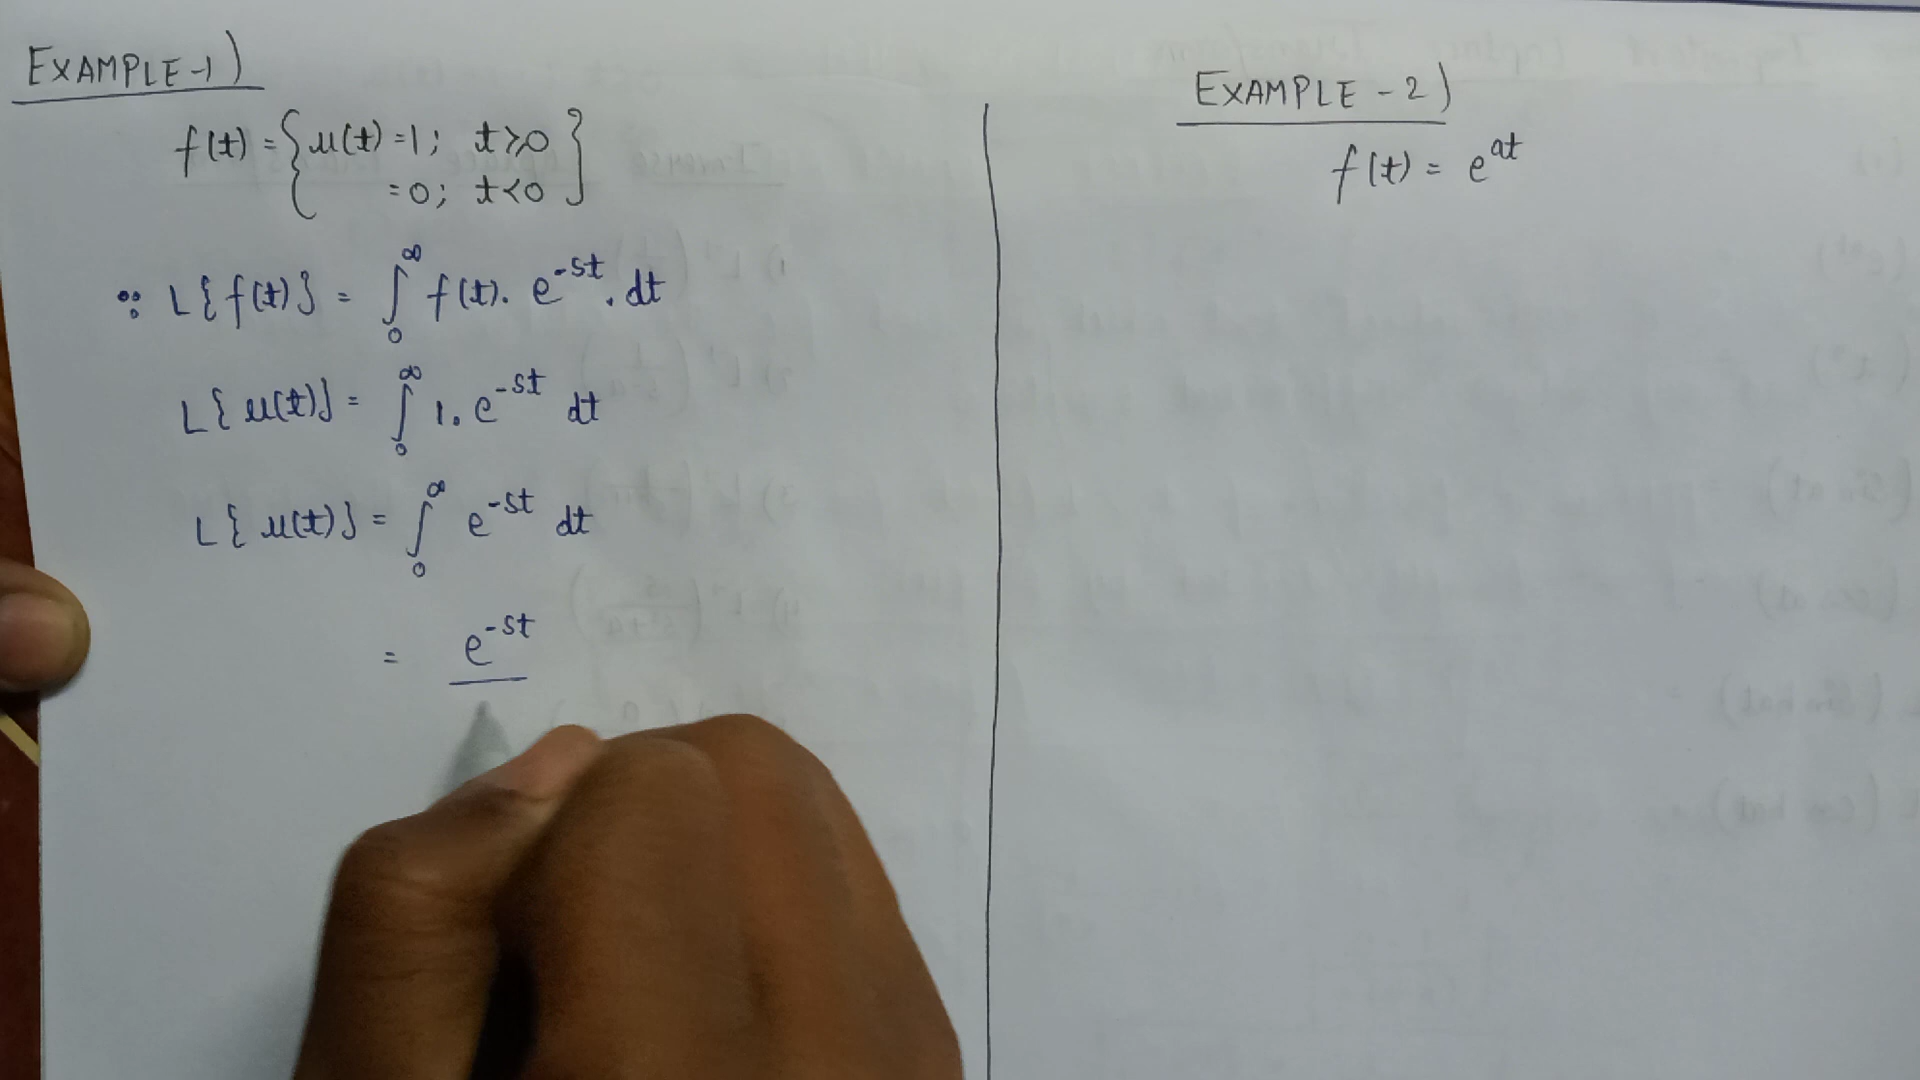 EXAMPLE-1)
f(t) = {u(t) = 1; t≥0
= 0; t<0 }
∵ L{f(t)} = ∫₀^∞ f(t). e^-st. dt
L{u(t)} = ∫₀^∞ 1. e^-st dt
L{u(t)} = ∫₀^∞ e^-st dt
= e^-st
EXAMPLE - 2)
f(t) = e^at